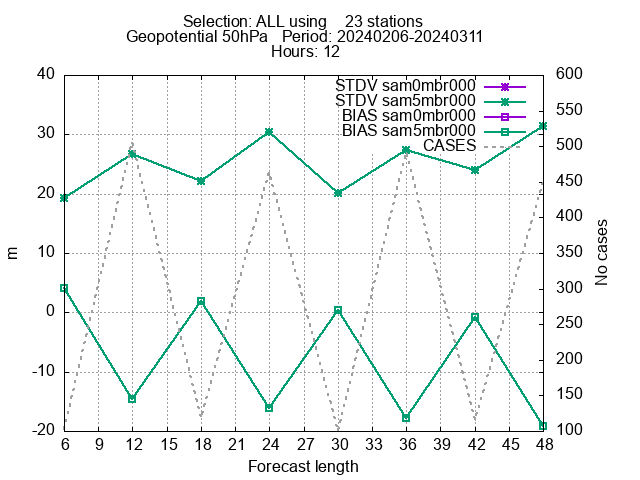 Selection: ALL using    23 stations
Geopotential 50hPa   Period: 20240206-20240311
Hours: 12
STDV sam0mbr000
STDV sam5mbr000
BIAS sam0mbr000
BIAS sam5mbr000
CASES
40
30
20
10
0
-10
-20
m
600
550
500
450
400
350
300
250
200
150
100
No cases
6 9 12 15 18 21 24 27 30 33 36 39 42 45 48
Forecast length